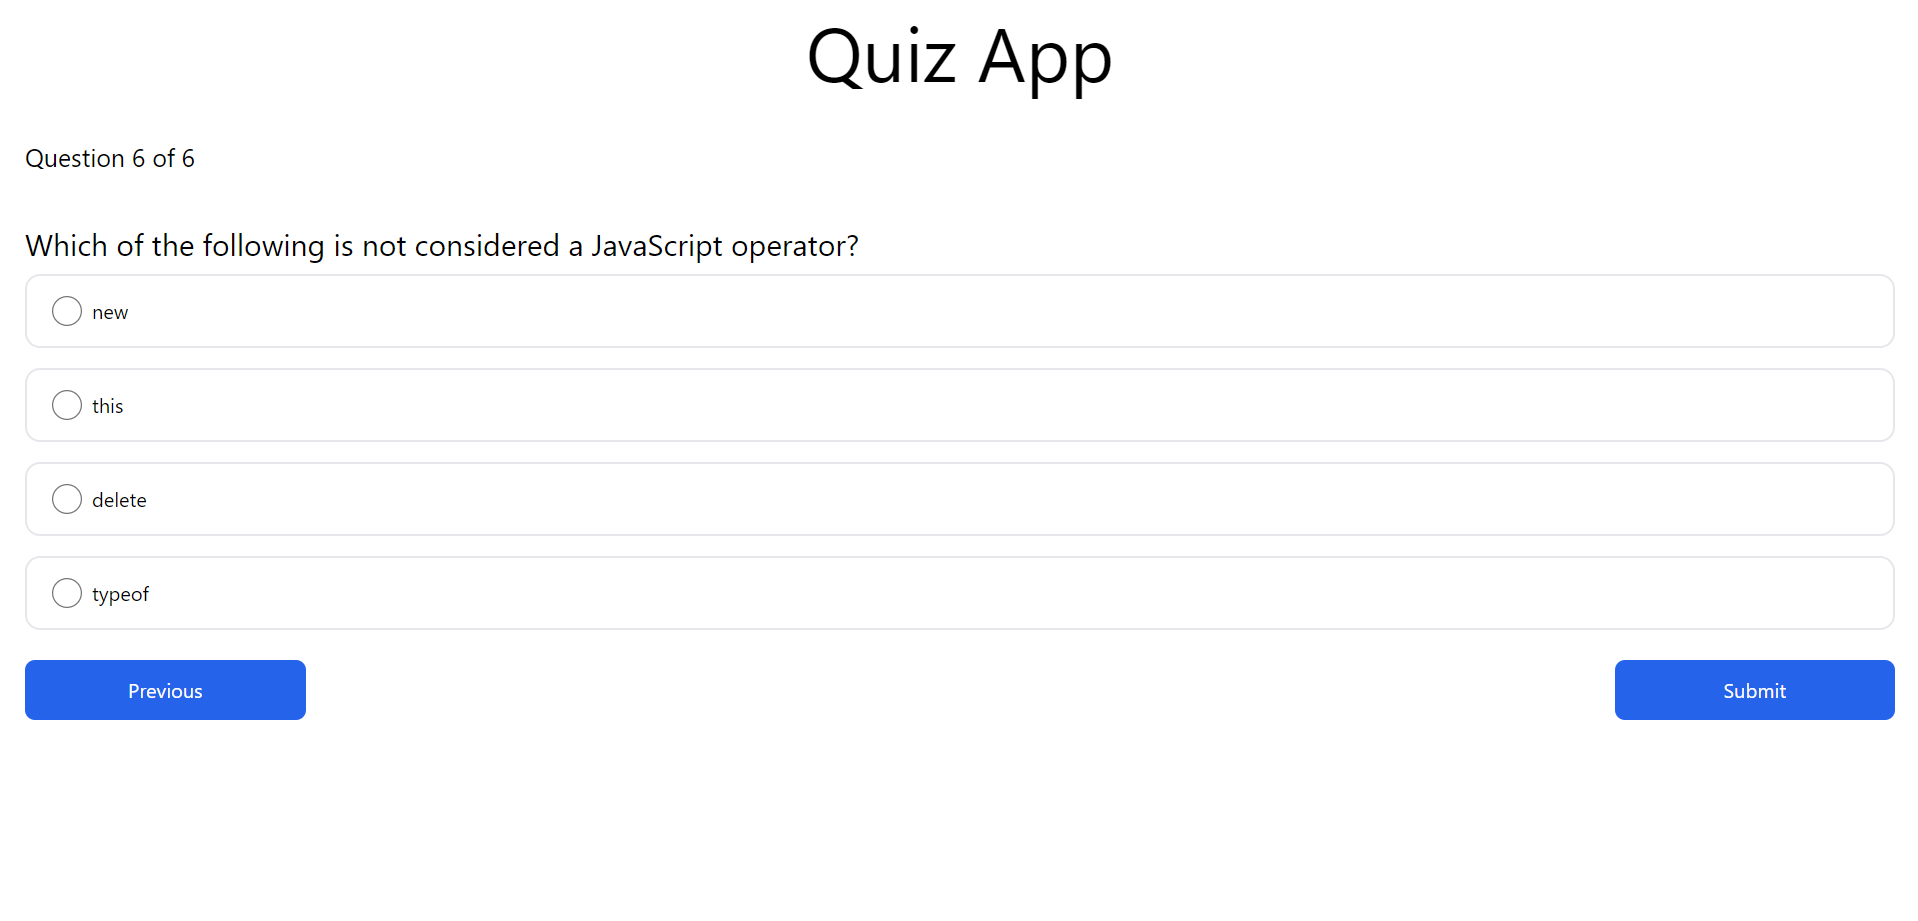 Quiz App
Question 6 of 6
Which of the following is not considered a JavaScript operator?
new
this
delete
typeof
Previous
Submit